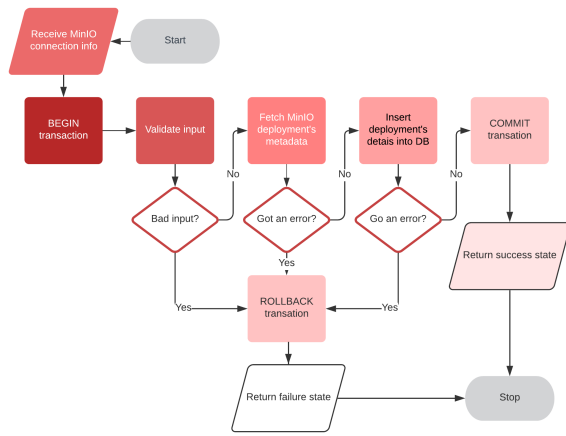 Receive MinIO
connection info
Start
BEGIN
transaction
Validate input
Fetch MinIO
deployment's
metadata
Insert
deployment's
detais into DB
COMMIT
transation
No
No
No
Bad input?
Got an error?
Go an error?
Return success state
Yes
Yes
Yes
ROLLBACK
transation
Return failure state
Stop